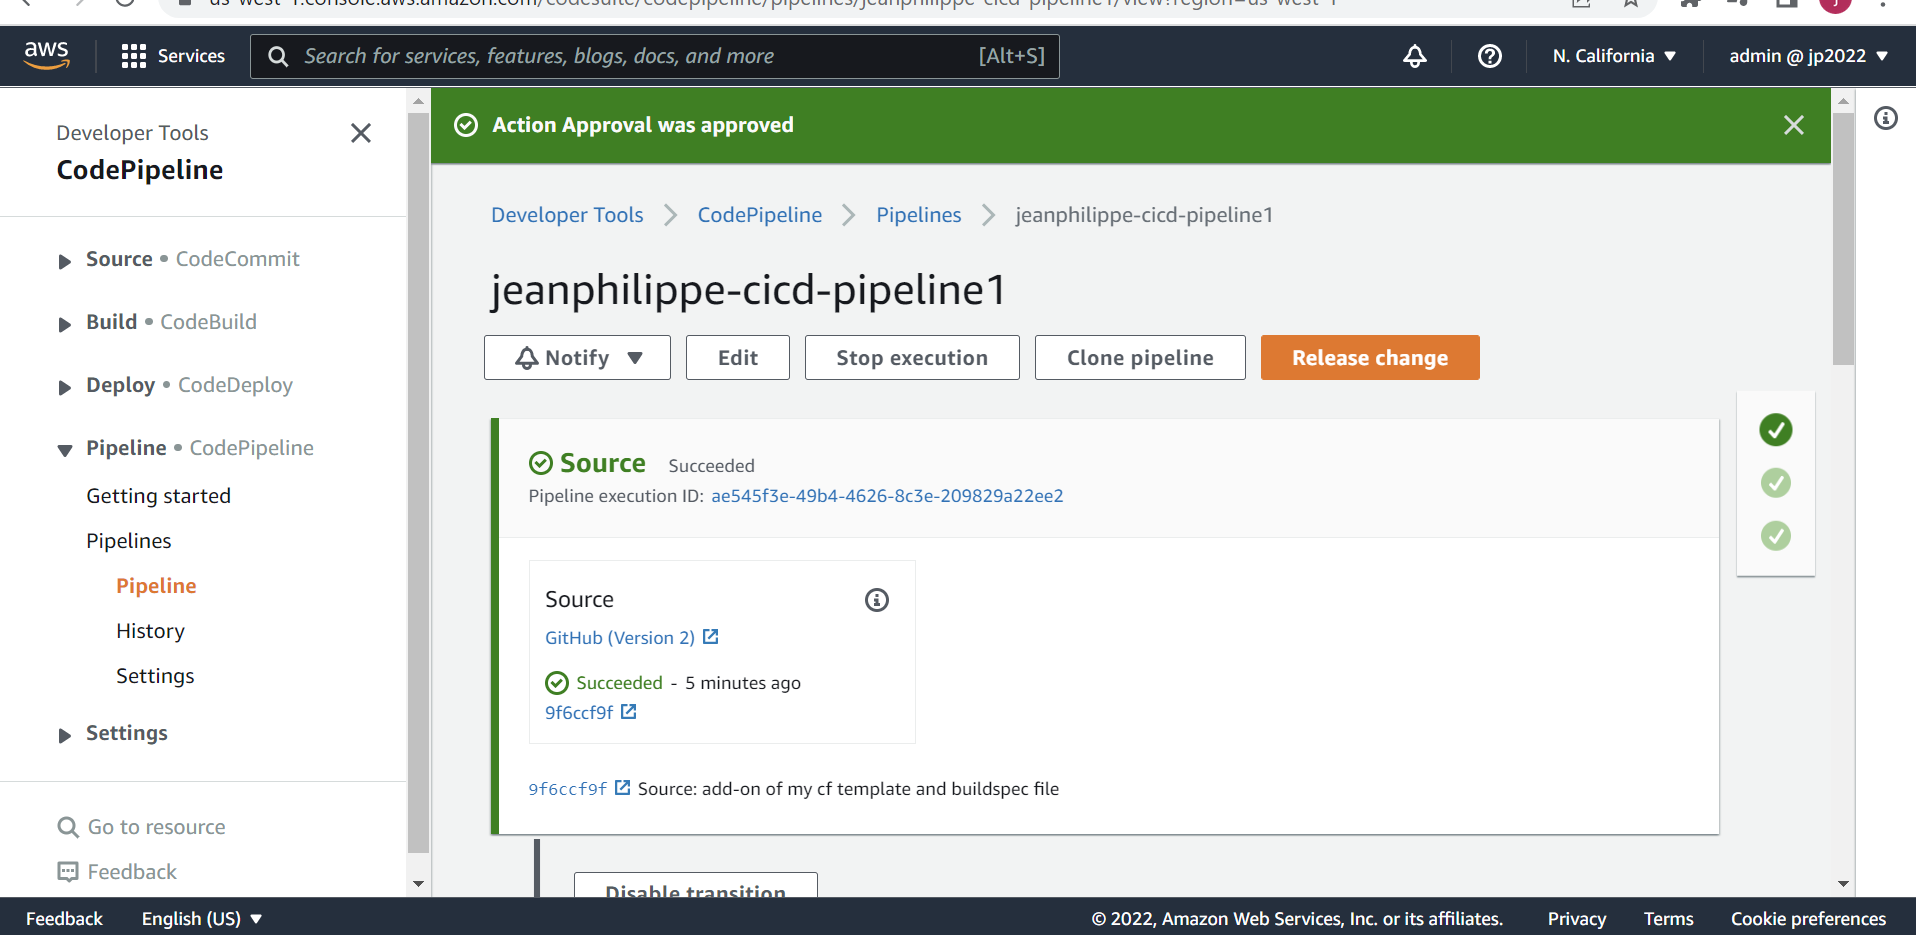 us-west-1.console.aws.amazon.com/codesuite/codepipeline/pipelines/jeanphilippe-cicd-pipeline1/view?region=us-west-1
aws
Services
Search for services, features, blogs, docs, and more
[Alt+S]
N. California
admin @ jp2022
Developer Tools
CodePipeline
Source • CodeCommit
Build • CodeBuild
Deploy • CodeDeploy
Pipeline • CodePipeline
Getting started
Pipelines
Pipeline
History
Settings
Settings
Go to resource
Feedback
Action Approval was approved
Developer Tools
CodePipeline
Pipelines
jeanphilippe-cicd-pipeline1
jeanphilippe-cicd-pipeline1
Notify
Edit
Stop execution
Clone pipeline
Release change
Source Succeeded
Pipeline execution ID: ae545f3e-49b4-4626-8c3e-209829a22ee2
Source
GitHub (Version 2)
Succeeded - 5 minutes ago
9f6ccf9f
9f6ccf9f Source: add-on of my cf template and buildspec file
Disable transition
Feedback
English (US)
© 2022, Amazon Web Services, Inc. or its affiliates.
Privacy
Terms
Cookie preferences